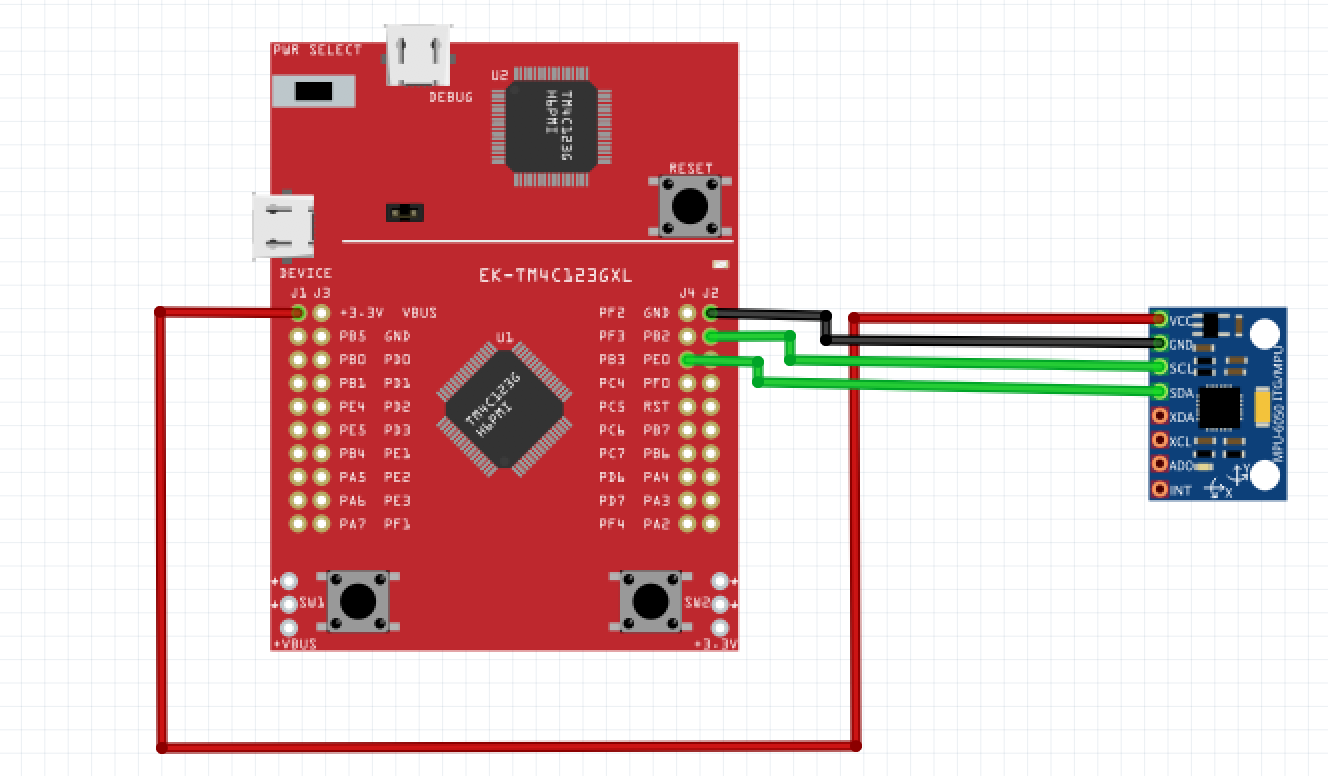 PWR SELECT
DEBUG
U2
TM4C123G
H6PMI
RESET
DEVICE
EK-TM4C123GXL
J1 J3
J4 J2
+3.3V VBUS
PF2 GND
PB5 GND
PF3 PB2
PB0 PD0
PB3 PE0
PB1 PD1
PC4 PF0
PE4 PD2
PC5 RST
PE5 PD3
PC6 PB7
PB4 PE1
PC7 PB6
PA5 PE2
PD6 PA4
PA6 PE3
PD7 PA3
PA7 PF1
PF4 PA2
U1
TM4C123G
H6PMI
+
+
SW1
+VBUS
SW2
+
+
+3.3V
VCC
GND
SCL
SDA
XDA
XCL
ADO
INT
MPU-6050 ITG/MPU
Y
X